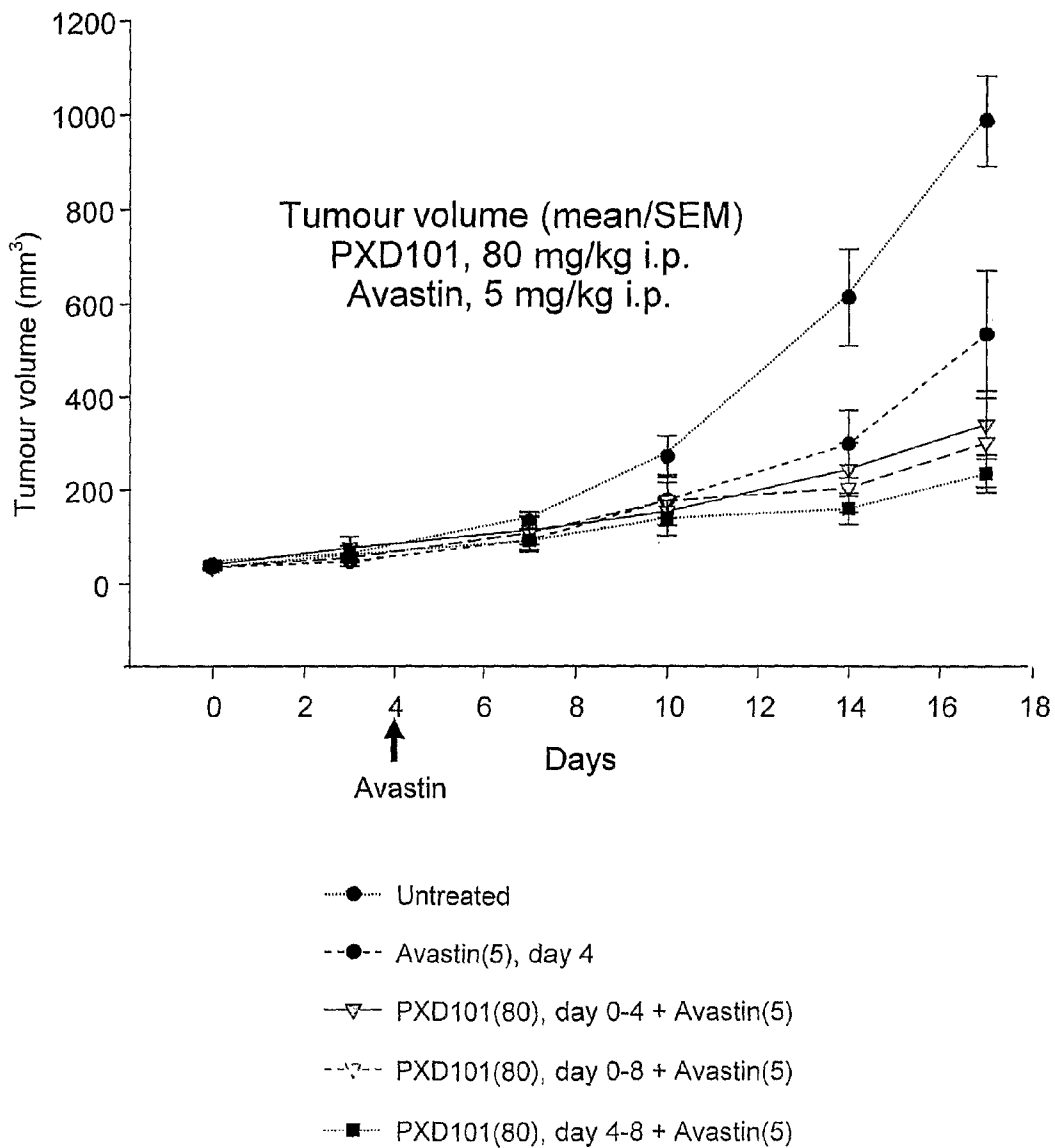 1200
1000
800
600
400
200
0
Tumour volume (mm³)
Tumour volume (mean/SEM)
PXD101, 80 mg/kg i.p.
Avastin, 5 mg/kg i.p.
0 2 4 6 8 10 12 14 16 18
Avastin
Days
Untreated
Avastin(5), day 4
PXD101(80), day 0-4 + Avastin(5)
PXD101(80), day 0-8 + Avastin(5)
PXD101(80), day 4-8 + Avastin(5)